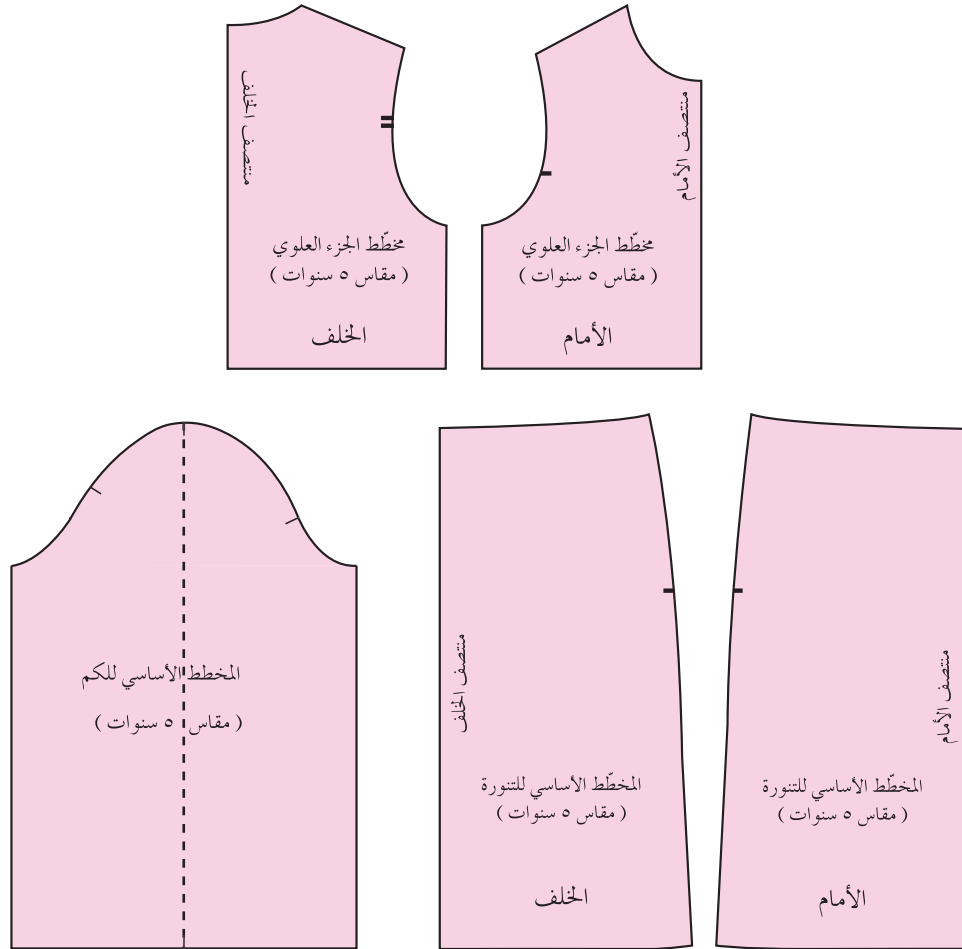 منتصف الأمام
مخطّط الجزء العلوي
( مقاس ٥ سنوات )
الأمام
منتصف الخلف
مخطّط الجزء العلوي
( مقاس ٥ سنوات )
الخلف
منتصف الأمام
المخطّط الأساسي للتنورة
( مقاس ٥ سنوات )
الأمام
منتصف الخلف
المخطّط الأساسي للتنورة
( مقاس ٥ سنوات )
الخلف
المخطط الأساسي للكم
( مقاس ٥ سنوات )